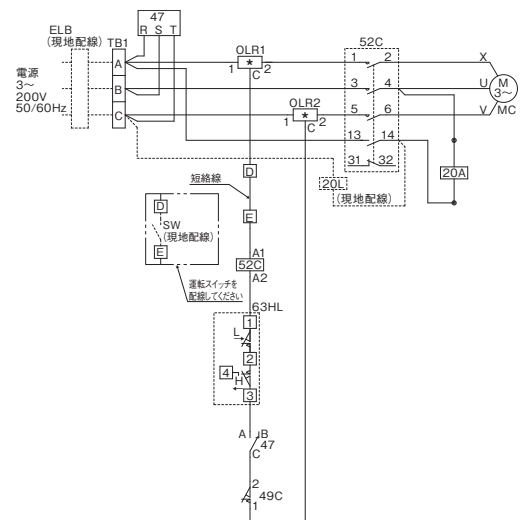 ELB
(現地配線)
TB1
47
R S T
電源
3~
200V
50/60Hz
A
B
C
OLR1
1 * 2
C
OLR2
1 * 2
C
52C
1 2
3 4
5 6
13 14
31 32
X
U
V
M
3~
MC
20A
20L
(現地配線)
D
短絡線
E
D
SW
(現地配線)
E
運転スイッチを
配線してください
A1
52C
A2
63HL
1
L
2
4
H
3
A B
47
C
2
49C
1